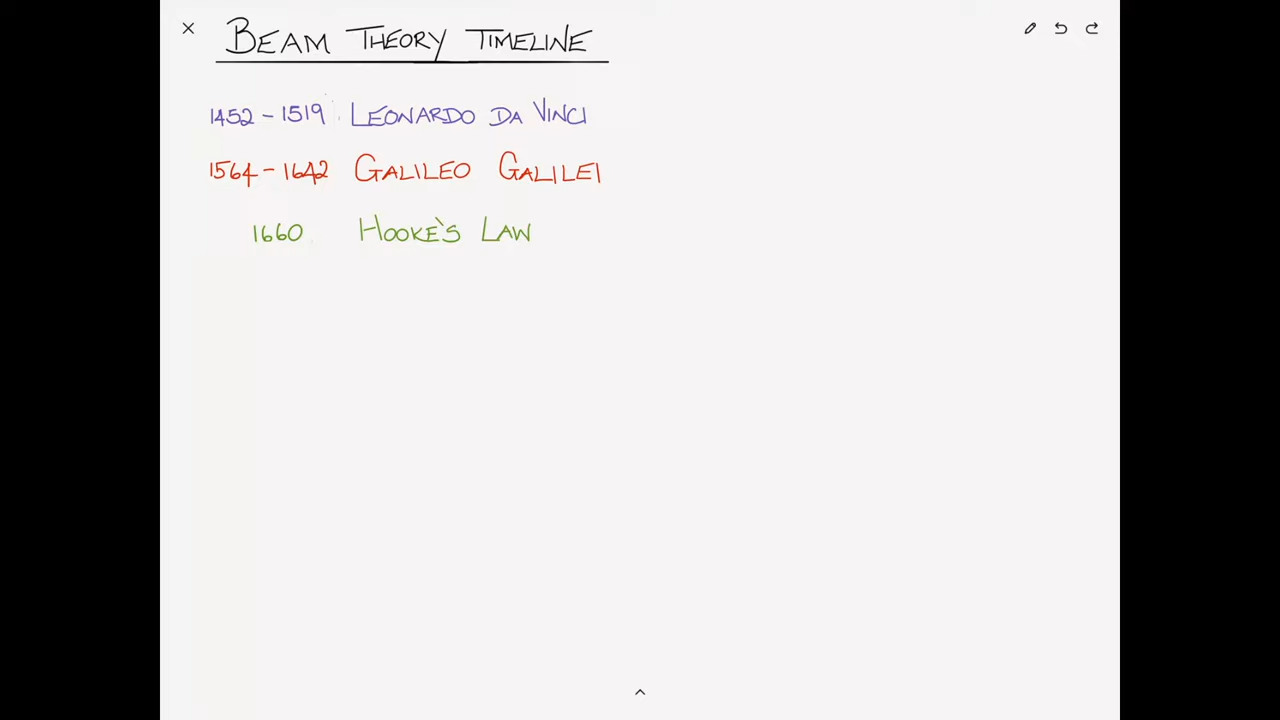 BEAM THEORY TIMELINE
1452 - 1519 LEONARDO DA VINCI
1564 - 1642 GALILEO GALILEI
1660 HOOKE'S LAW